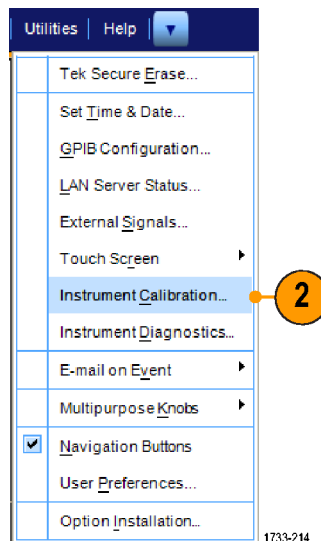 Utilities Help
Tek Secure Erase...
Set Time & Date...
GPIB Configuration...
LAN Server Status...
External Signals...
Touch Screen
Instrument Calibration...
2
Instrument Diagnostics...
E-mail on Event
Multipurpose Knobs
Navigation Buttons
User Preferences...
Option Installation...
1733-214